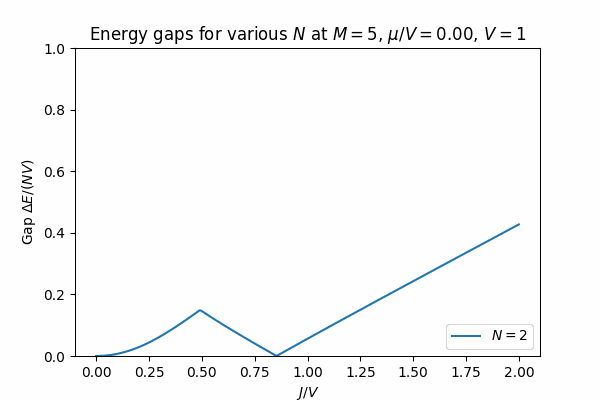 Energy gaps for various N at M = 5, μ/V = 0.00, V = 1
Gap ΔE/(NV)
1.0
0.8
0.6
0.4
0.2
0.0
N = 2
0.00 0.25 0.50 0.75 1.00 1.25 1.50 1.75 2.00
J/V